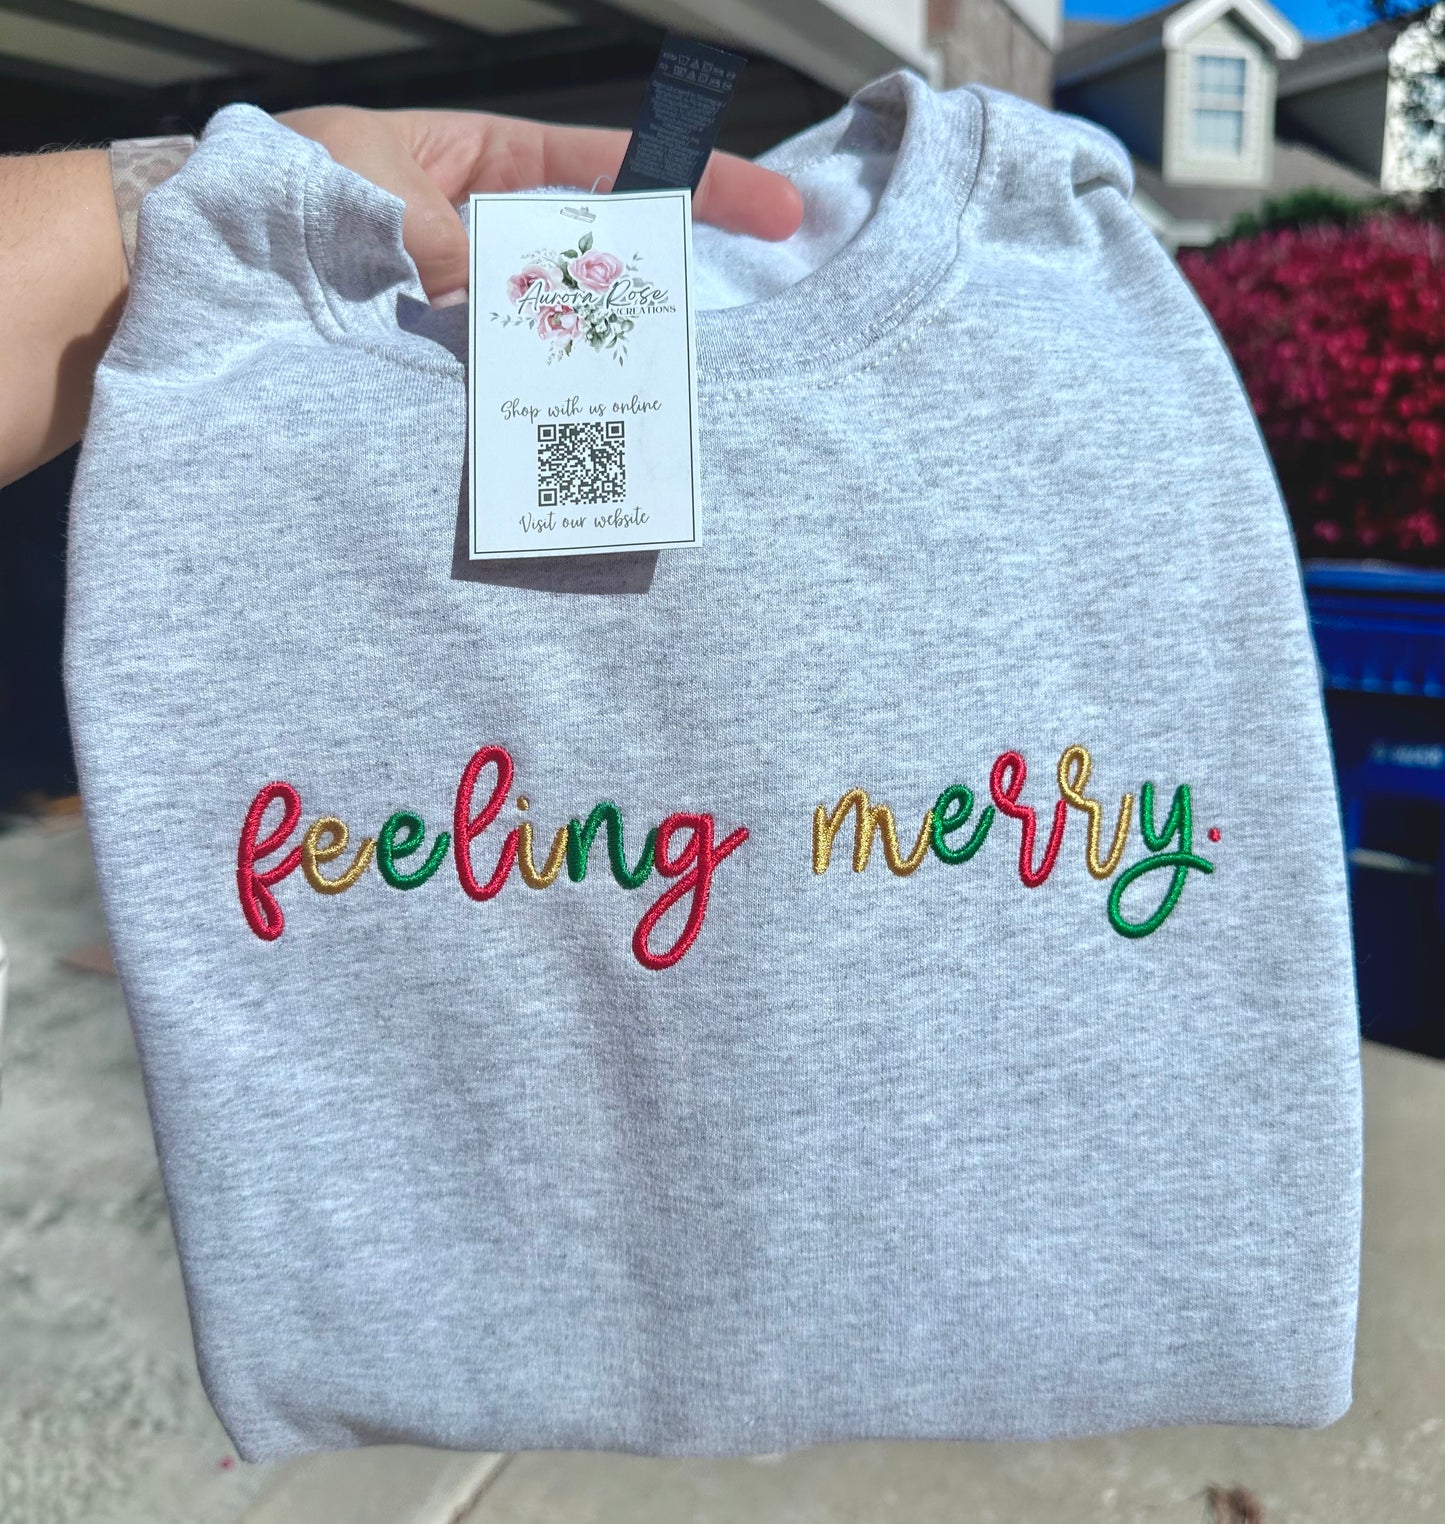 Aurora Rose
CREATIONS
Shop with us online
Visit our website
feeling merry.